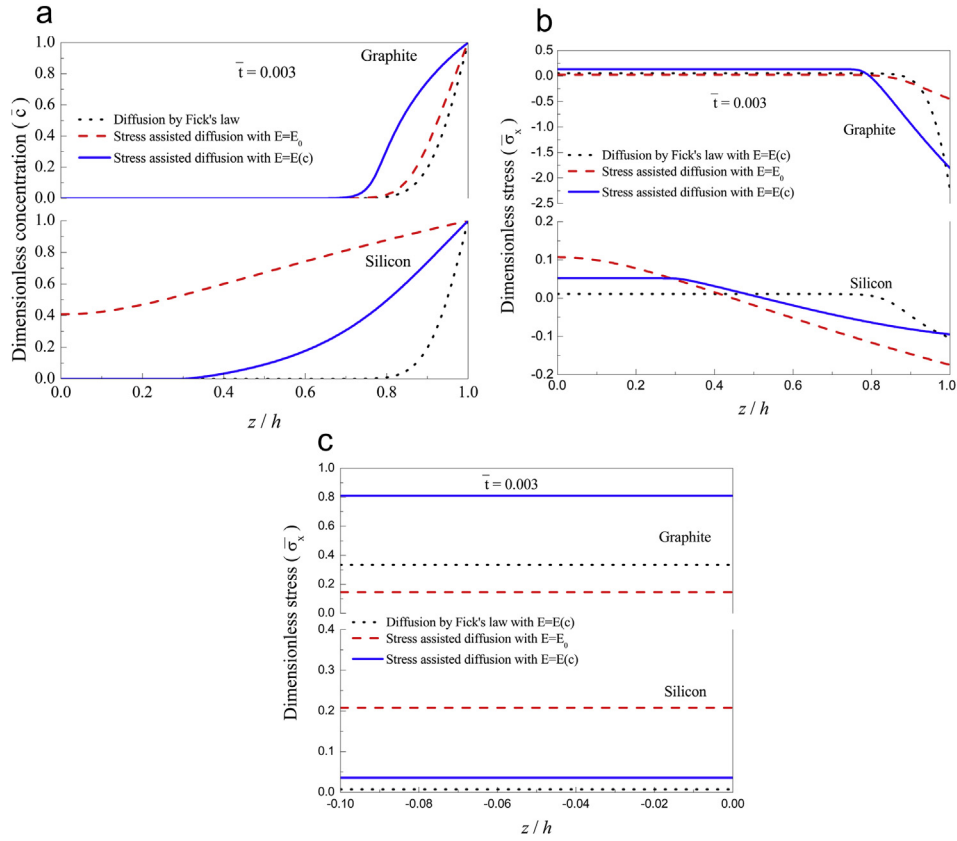 a
1.0
0.8
0.6
0.4
0.2
0.0
Graphite
t̄ = 0.003
Diffusion by Fick's law
Stress assisted diffusion with E=E₀
Stress assisted diffusion with E=E(c)
Dimensionless concentration ( c̄ )
1.0
0.8
0.6
0.4
0.2
0.0
Silicon
0.0 0.2 0.4 0.6 0.8 1.0
z / h
b
0.5
0.0
-0.5
-1.0
-1.5
-2.0
-2.5
t̄ = 0.003
Graphite
Diffusion by Fick's law with E=E(c)
Stress assisted diffusion with E=E₀
Stress assisted diffusion with E=E(c)
Dimensionless stress ( σ̄ₓ )
0.2
0.1
0.0
-0.1
-0.2
Silicon
0.0 0.2 0.4 0.6 0.8 1.0
z / h
c
1.0
0.8
0.6
0.4
0.2
0.0
t̄ = 0.003
Graphite
Diffusion by Fick's law with E=E(c)
Stress assisted diffusion with E=E₀
Stress assisted diffusion with E=E(c)
Dimensionless stress ( σ̄ₓ )
0.4
0.3
0.2
0.1
0.0
Silicon
-0.10 -0.08 -0.06 -0.04 -0.02 0.00
z / h